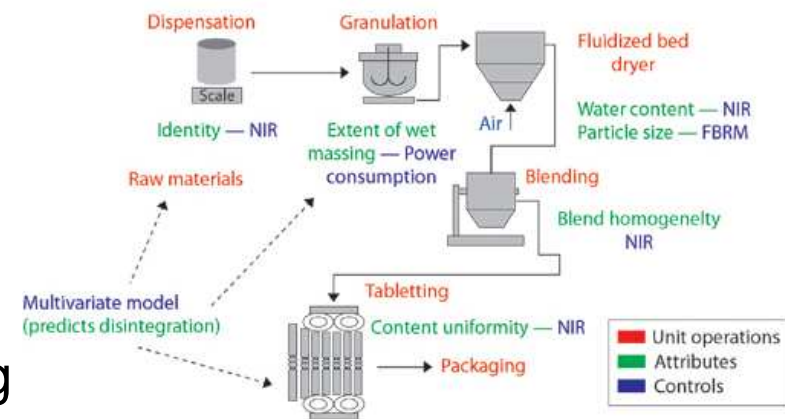 Dispensation
Granulation
Fluidized bed
dryer
Scale
Air
Identity — NIR
Extent of wet
massing — Power
consumption
Water content — NIR
Particle size — FBRM
Raw materials
Blending
Blend homogenelty
NIR
Multivariate model
(predicts disintegration)
Tabletting
Content uniformity — NIR
Packaging
Unit operations
Attributes
Controls
g